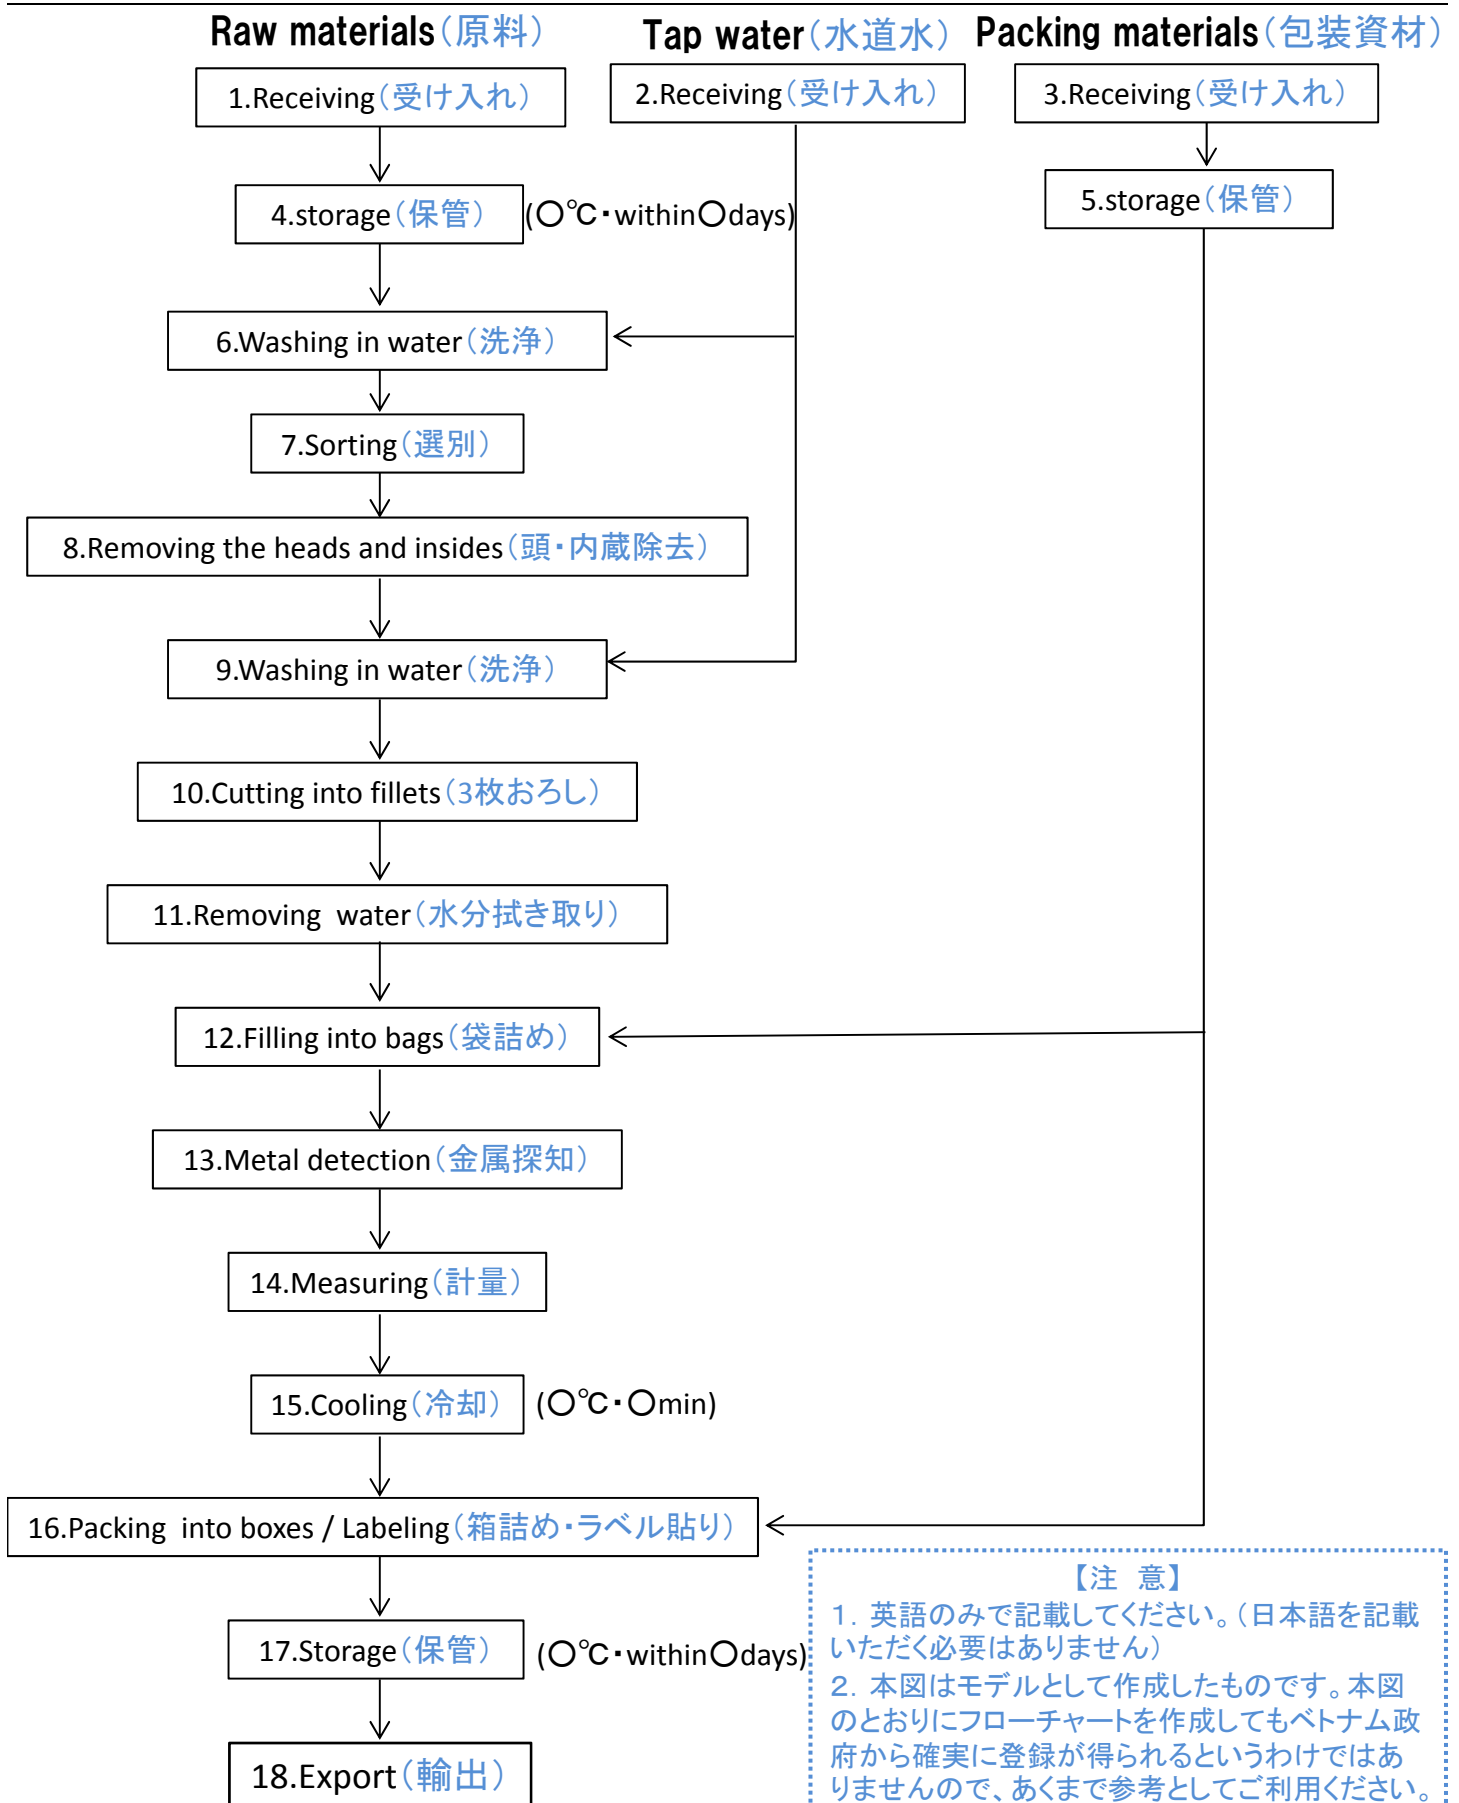 Raw materials（原料）
Tap water（水道水）
Packing materials（包装資材）
1.Receiving（受け入れ）
2.Receiving（受け入れ）
3.Receiving（受け入れ）
4.storage（保管）
(〇℃・within〇days)
5.storage（保管）
6.Washing in water（洗浄）
7.Sorting（選別）
8.Removing the heads and insides（頭・内蔵除去）
9.Washing in water（洗浄）
10.Cutting into fillets（3枚おろし）
11.Removing  water（水分拭き取り）
12.Filling into bags（袋詰め）
13.Metal detection（金属探知）
14.Measuring（計量）
15.Cooling（冷却）
(〇℃・〇min)
16.Packing  into boxes / Labeling（箱詰め・ラベル貼り）
17.Storage（保管）
(〇℃・within〇days)
18.Export（輸出）
【注　意】
１．英語のみで記載してください。（日本語を記載
いただく必要はありません）
２．本図はモデルとして作成したものです。本図
のとおりにフローチャートを作成してもベトナム政
府から確実に登録が得られるというわけではあ
りませんので、あくまで参考としてご利用ください。